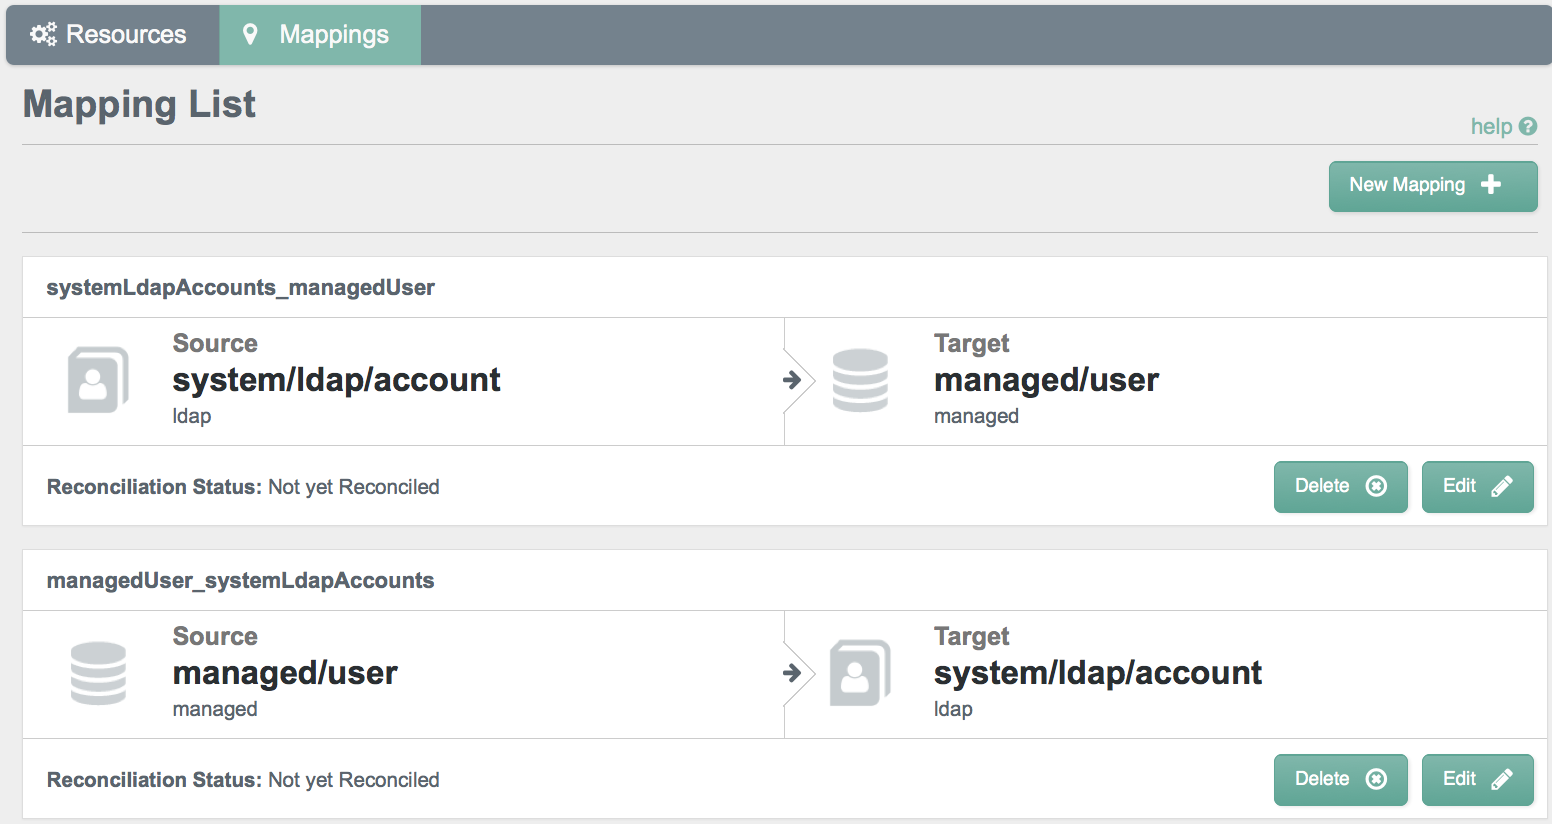 Resources Mappings
Mapping List
help
New Mapping
systemLdapAccounts_managedUser
Source
system/ldap/account
ldap
Target
managed/user
managed
Reconciliation Status: Not yet Reconciled
Delete
Edit
managedUser_systemLdapAccounts
Source
managed/user
managed
Target
system/ldap/account
ldap
Reconciliation Status: Not yet Reconciled
Delete
Edit